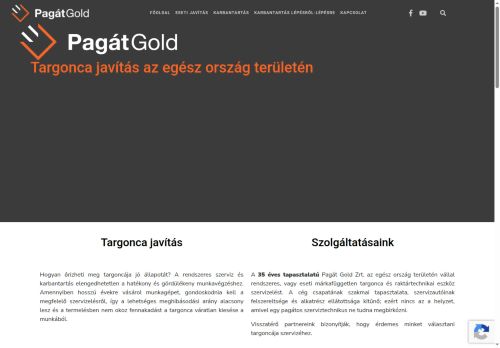 PagátGold
FŐOLDAL ESETI JAVÍTÁS KARBANTARTÁS KARBANTARTÁS LÉPÉSRŐL-LÉPÉSRE KAPCSOLAT
PagátGold
Targonca javítás az egész ország területén
Targonca javítás
Hogyan őrizheti meg targoncája jó állapotát? A rendszeres szerviz és
karbantartás elengedhetetlen a hatékony és gördülékeny munkavégzéshez.
Amennyiben hosszú évekre vásárol munkagépet, gondoskodnia kell a
megfelelő szervizelésről, így a lehetséges meghibásodási arány alacsony
lesz és a termelésben nem okoz fennakadást a targonca váratlan kiesése a
munkából.
Szolgáltatásaink
A 35 éves tapasztalatú Pagát Gold Zrt. az egész ország területén vállal
rendszeres, vagy eseti márkafüggetlen targonca és raktártechnikai eszköz
szervizelést. A cég csapatának szakmai tapasztalata, szervizautóinak
felszereltsége és alkatrész ellátottsága kitűnő; ezért nincs az a helyzet,
amivel egy pagátos szerviztechnikus ne tudna megbirkózni.
Visszatérő partnereink bizonyítják, hogy érdemes minket választani
targoncája szervizéhez.